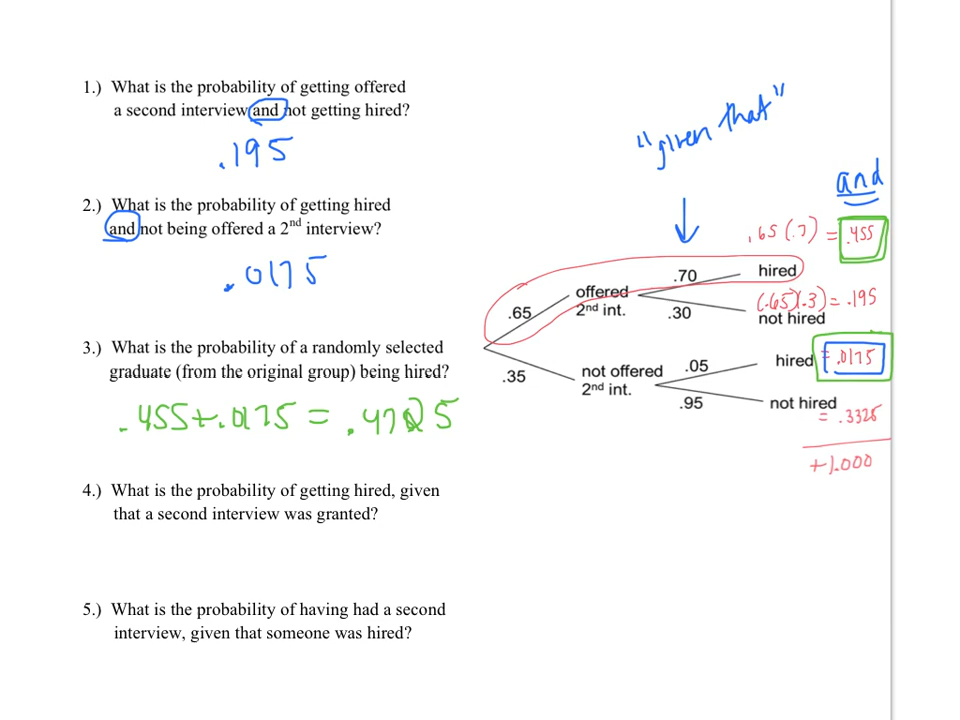 1.) What is the probability of getting offered
a second interview and not getting hired?
.195
2.) What is the probability of getting hired
and not being offered a 2nd interview?
.0175
3.) What is the probability of a randomly selected
graduate (from the original group) being hired?
.455+.0175 = .4725
4.) What is the probability of getting hired, given
that a second interview was granted?
5.) What is the probability of having had a second
interview, given that someone was hired?
"given that"
and
.65(.7) = .455
.70
hired
offered
2nd int.
.65
(.65)(.3) = .195
.30
not hired
.35
not offered
2nd int.
.05
hired
= .0175
.95
not hired
= .3325
+1.000